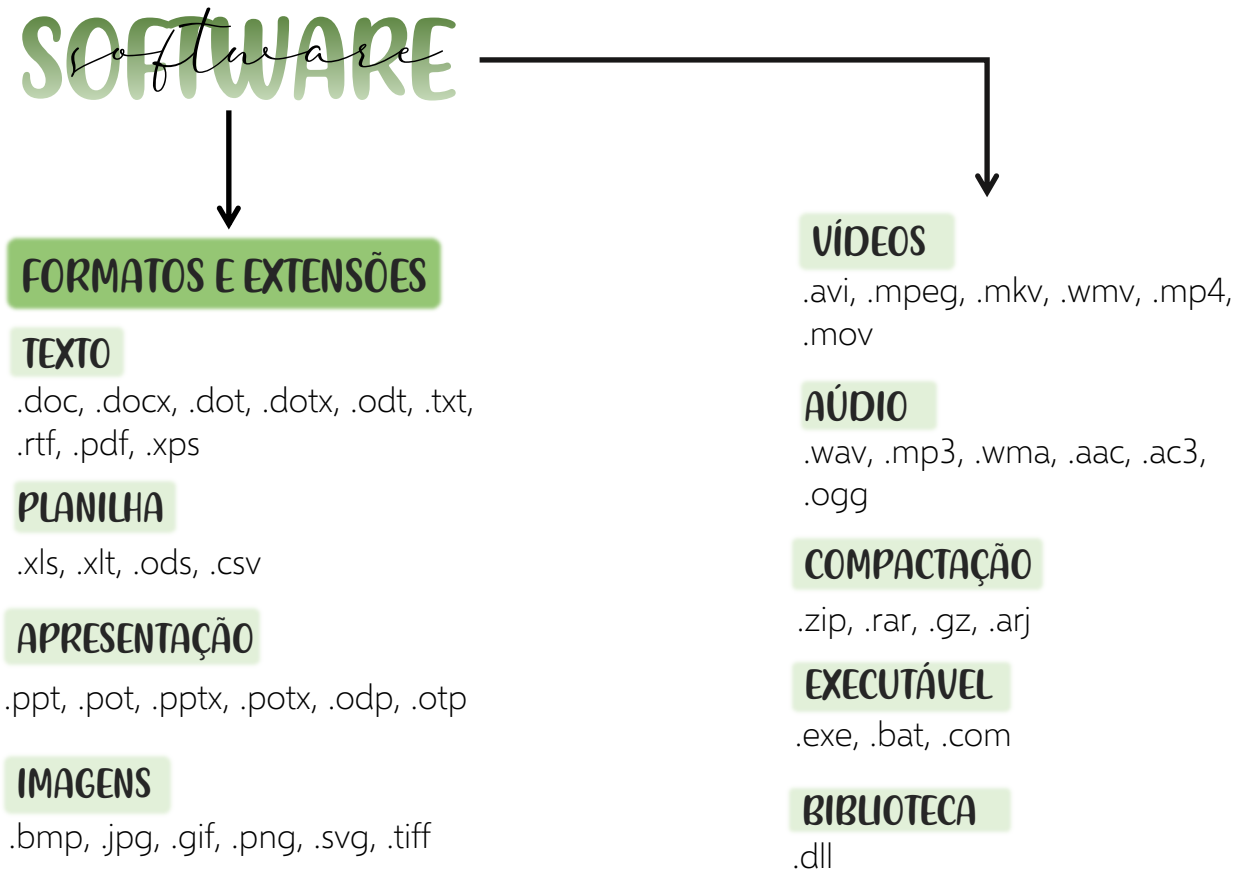 SOFTWARE
software
FORMATOS E EXTENSÕES
TEXTO
.doc, .docx, .dot, .dotx, .odt, .txt,
.rtf, .pdf, .xps
PLANILHA
.xls, .xlt, .ods, .csv
APRESENTAÇÃO
.ppt, .pot, .pptx, .potx, .odp, .otp
IMAGENS
.bmp, .jpg, .gif, .png, .svg, .tiff
VÍDEOS
.avi, .mpeg, .mkv, .wmv, .mp4,
.mov
AÚDIO
.wav, .mp3, .wma, .aac, .ac3,
.ogg
COMPACTAÇÃO
.zip, .rar, .gz, .arj
EXECUTÁVEL
.exe, .bat, .com
BIBLIOTECA
.dll